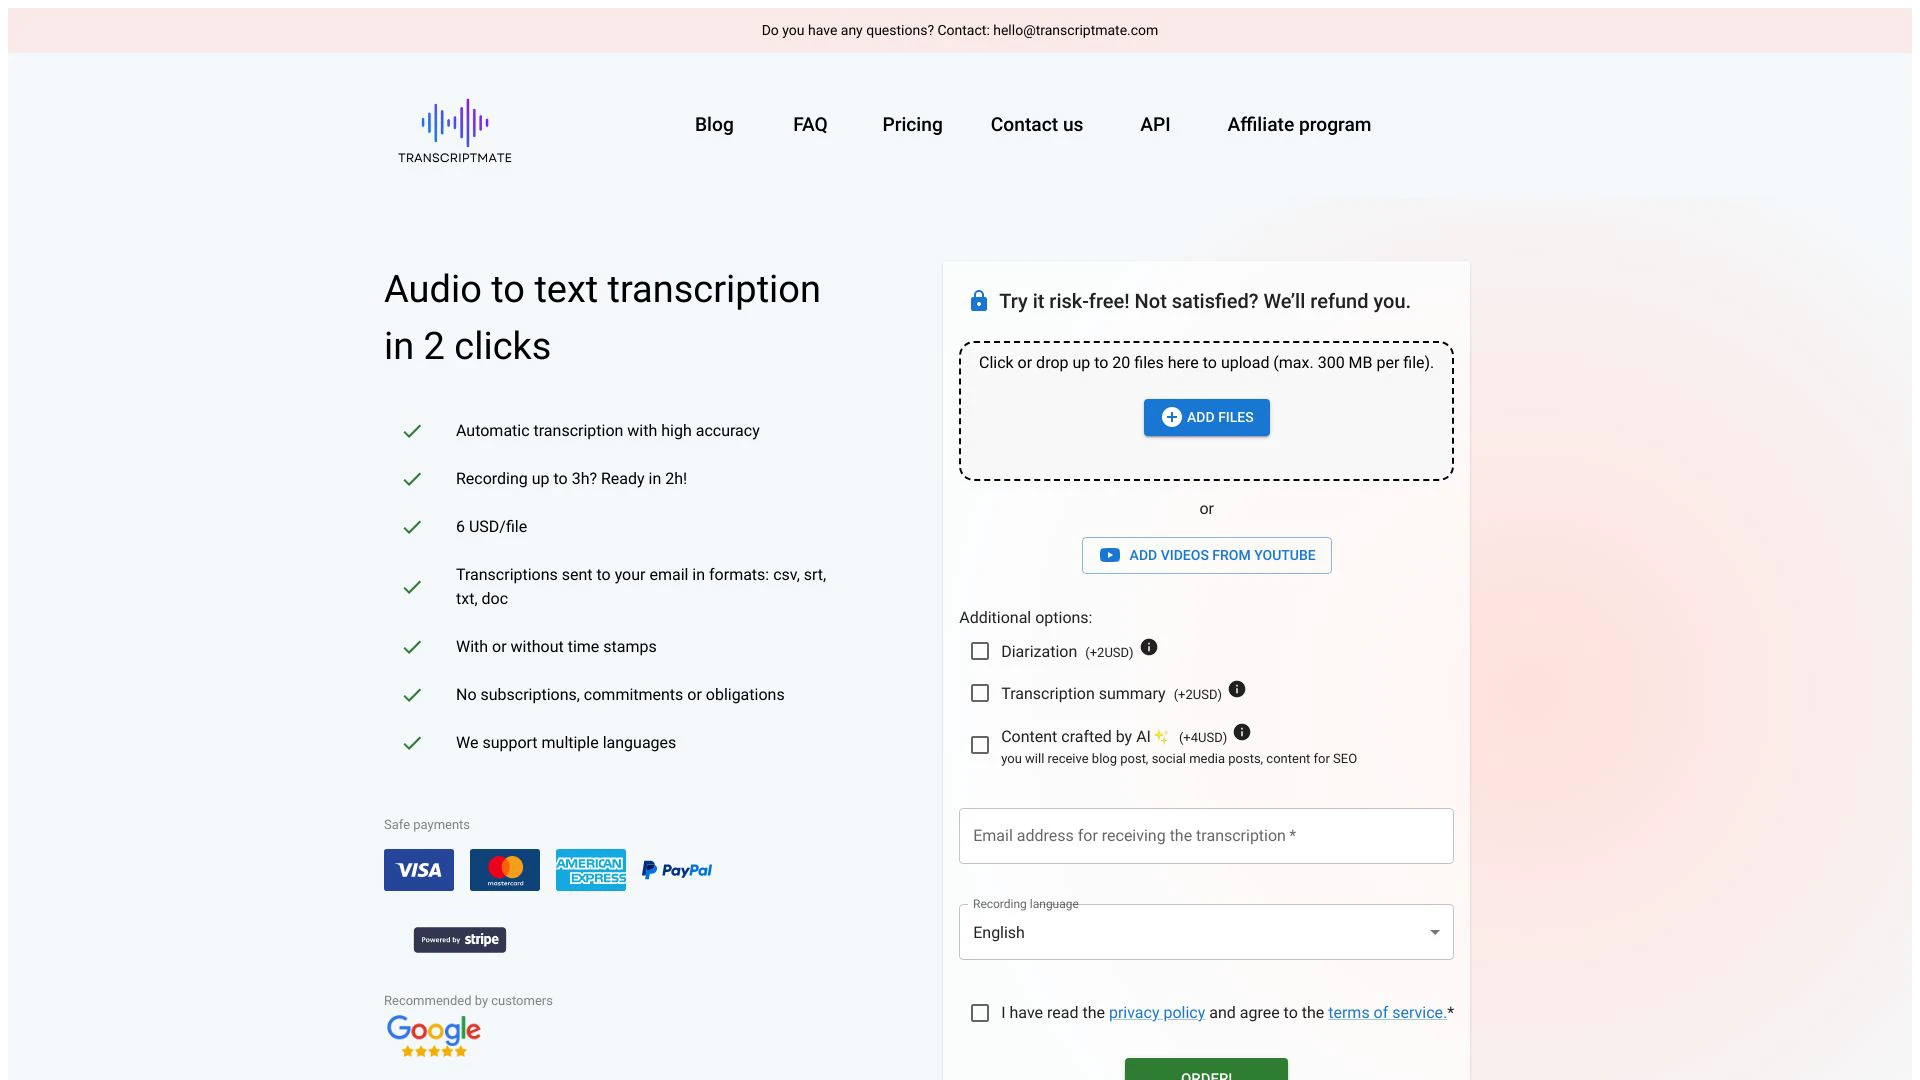 Do you have any questions? Contact: hello@transcriptmate.com
TRANSCRIPTMATE
Blog
FAQ
Pricing
Contact us
API
Affiliate program
Audio to text transcription
in 2 clicks
Automatic transcription with high accuracy
Recording up to 3h? Ready in 2h!
6 USD/file
Transcriptions sent to your email in formats: csv, srt,
txt, doc
With or without time stamps
No subscriptions, commitments or obligations
We support multiple languages
Safe payments
VISA
mastercard
AMERICAN
EXPRESS
PayPal
Powered by stripe
Recommended by customers
Google
Try it risk-free! Not satisfied? We’ll refund you.
Click or drop up to 20 files here to upload (max. 300 MB per file).
ADD FILES
or
ADD VIDEOS FROM YOUTUBE
Additional options:
Diarization (+2USD)
Transcription summary (+2USD)
Content crafted by AI✨ (+4USD)
you will receive blog post, social media posts, content for SEO
Email address for receiving the transcription *
Recording language
English
I have read the privacy policy and agree to the terms of service.*
ORDER!